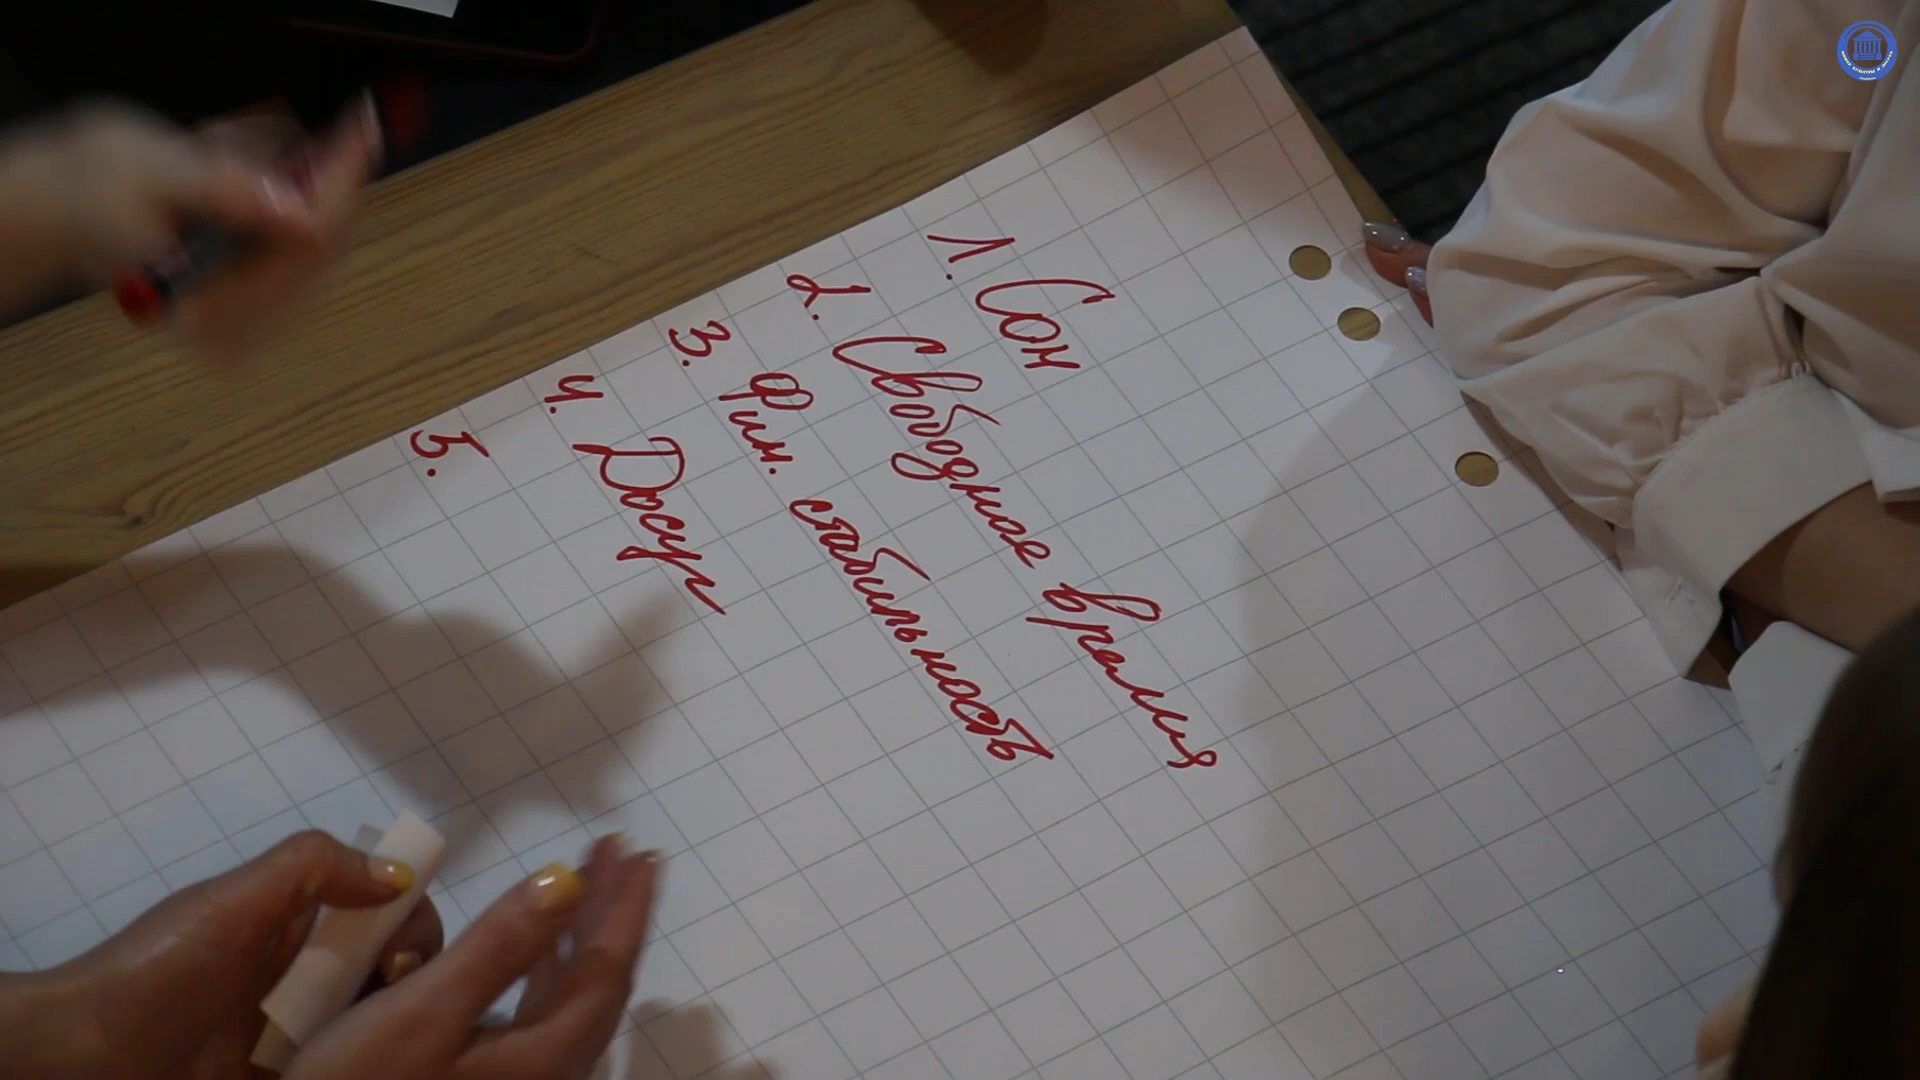 1. Сон
2. Свободное время
3. Фин. стабильность
4. Досуг
5.